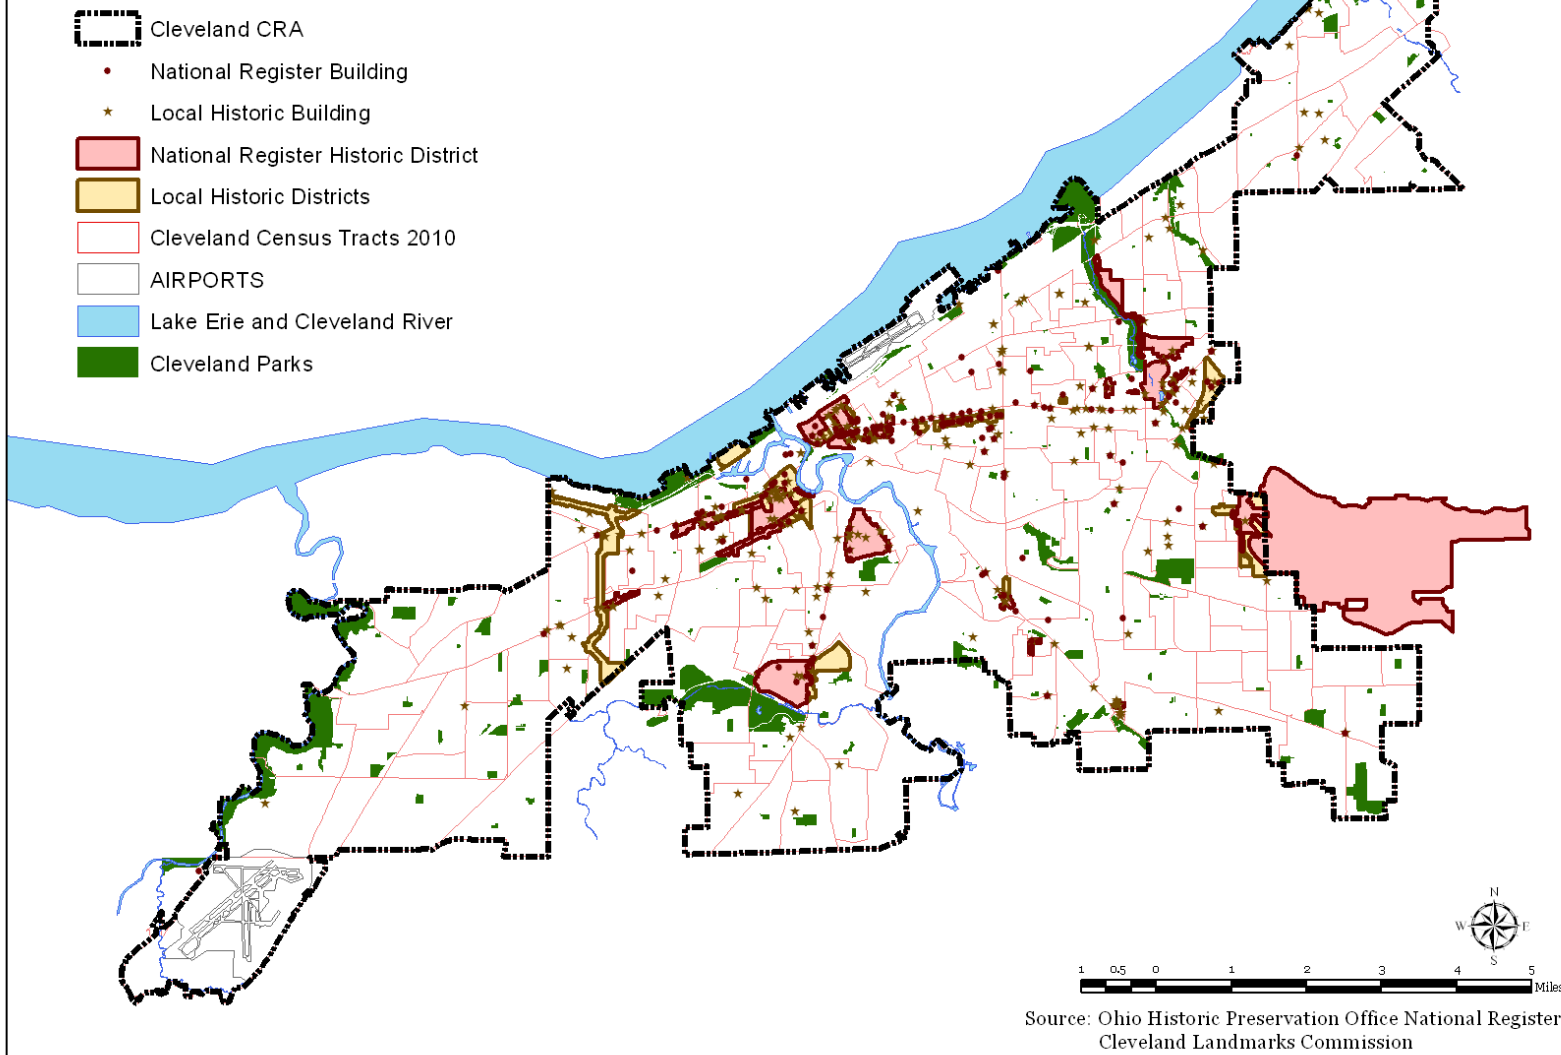 Cleveland CRA
National Register Building
Local Historic Building
National Register Historic District
Local Historic Districts
Cleveland Census Tracts 2010
AIRPORTS
Lake Erie and Cleveland River
Cleveland Parks
N
W E
S
1 0.5 0 1 2 3 4 5
Miles
Source: Ohio Historic Preservation Office National Register
Cleveland Landmarks Commission